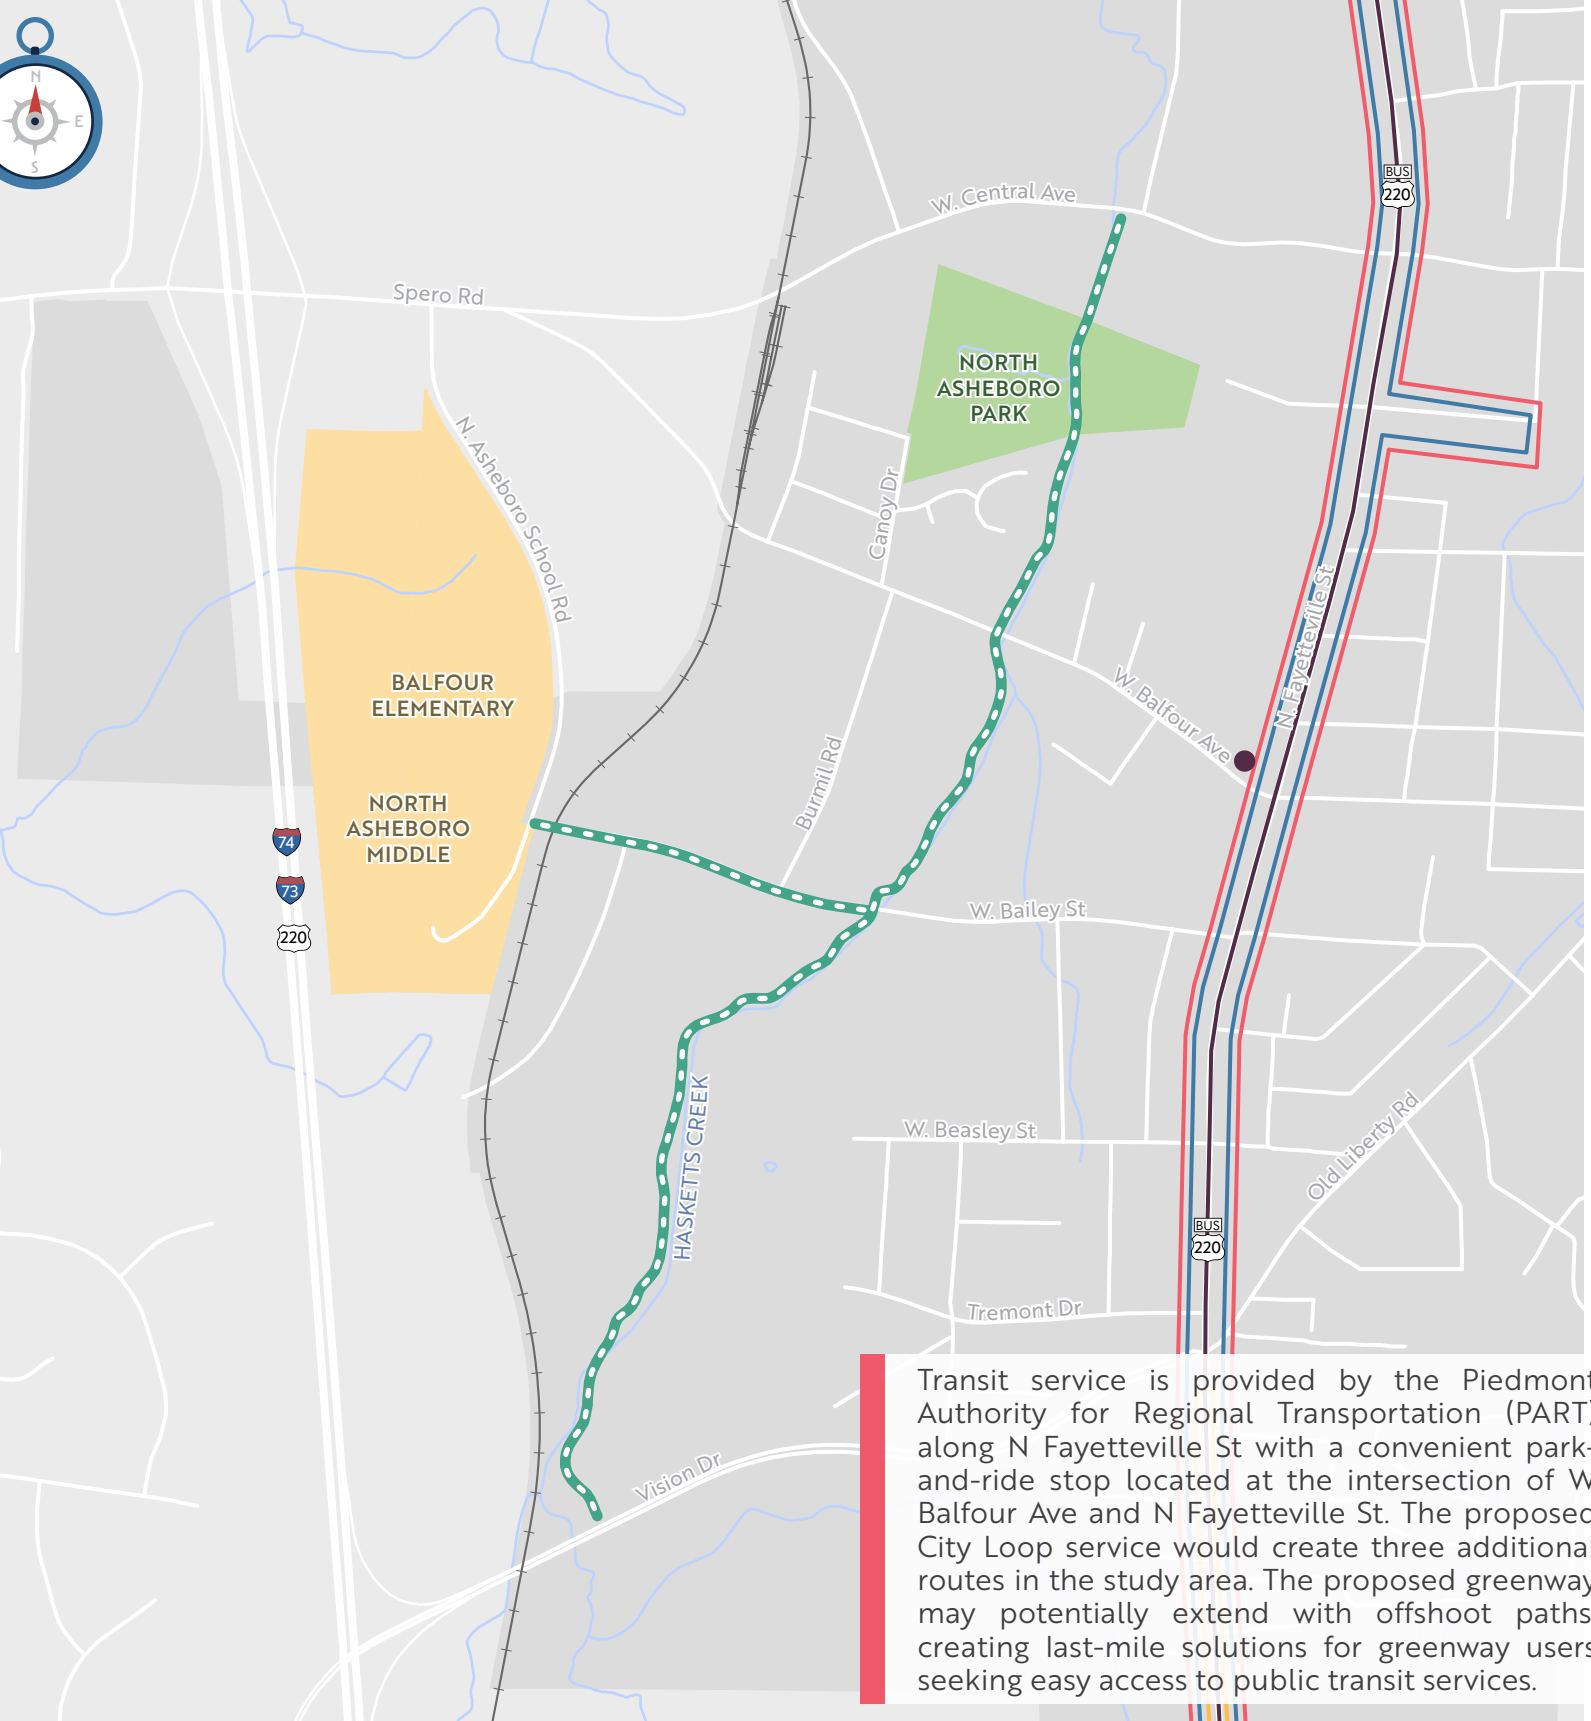 N
E
S
BUS
220
W. Central Ave
Spero Rd
NORTH
ASHEBORO
PARK
N. Asheboro School Rd
Canoy Dr
N. Fayetteville St
BALFOUR
ELEMENTARY
W. Balfour Ave
Burmil Rd
NORTH
ASHEBORO
MIDDLE
74
73
220
W. Bailey St
HASKETTS CREEK
W. Beasley St
Old Liberty Rd
BUS
220
Tremont Dr
Vision Dr
Transit service is provided by the Piedmont
Authority for Regional Transportation (PART)
along N Fayetteville St with a convenient park-
and-ride stop located at the intersection of W
Balfour Ave and N Fayetteville St. The proposed
City Loop service would create three additional
routes in the study area. The proposed greenway
may potentially extend with offshoot paths
creating last-mile solutions for greenway users
seeking easy access to public transit services.